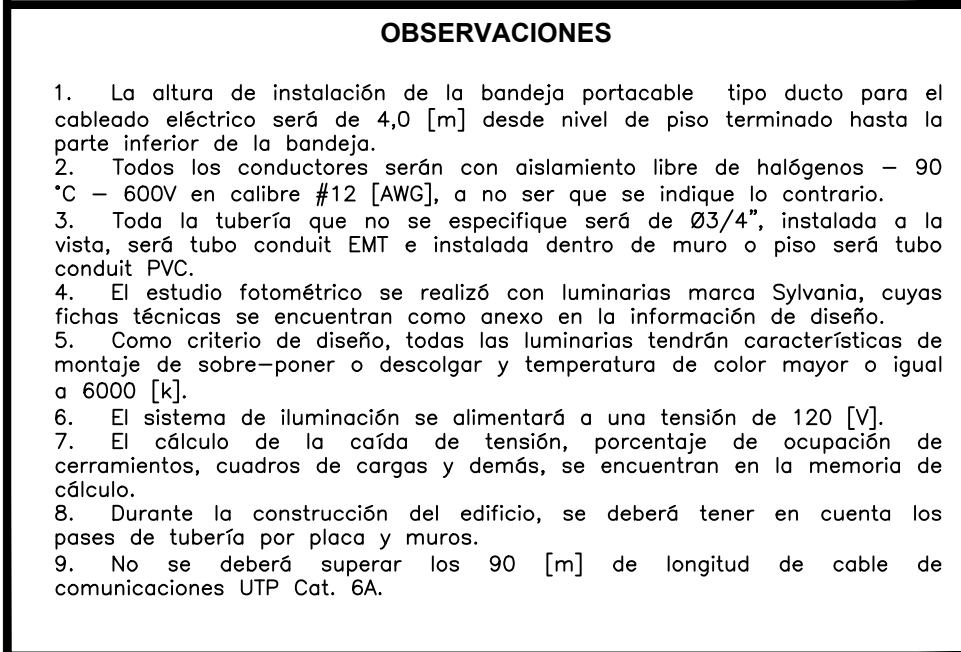 OBSERVACIONES
1. La altura de instalación de la bandeja portacable tipo ducto para el
cableado eléctrico será de 4,0 [m] desde nivel de piso terminado hasta la
parte inferior de la bandeja.
2. Todos los conductores serán con aislamiento libre de halógenos – 90
°C – 600V en calibre #12 [AWG], a no ser que se indique lo contrario.
3. Toda la tubería que no se especifique será de Ø3/4”, instalada a la
vista, será tubo conduit EMT e instalada dentro de muro o piso será tubo
conduit PVC.
4. El estudio fotométrico se realizó con luminarias marca Sylvania, cuyas
fichas técnicas se encuentran como anexo en la información de diseño.
5. Como criterio de diseño, todas las luminarias tendrán características de
montaje de sobre–poner o descolgar y temperatura de color mayor o igual
a 6000 [k].
6. El sistema de iluminación se alimentará a una tensión de 120 [V].
7. El cálculo de la caída de tensión, porcentaje de ocupación de
cerramientos, cuadros de cargas y demás, se encuentran en la memoria de
cálculo.
8. Durante la construcción del edificio, se deberá tener en cuenta los
pases de tubería por placa y muros.
9. No se deberá superar los 90 [m] de longitud de cable de
comunicaciones UTP Cat. 6A.